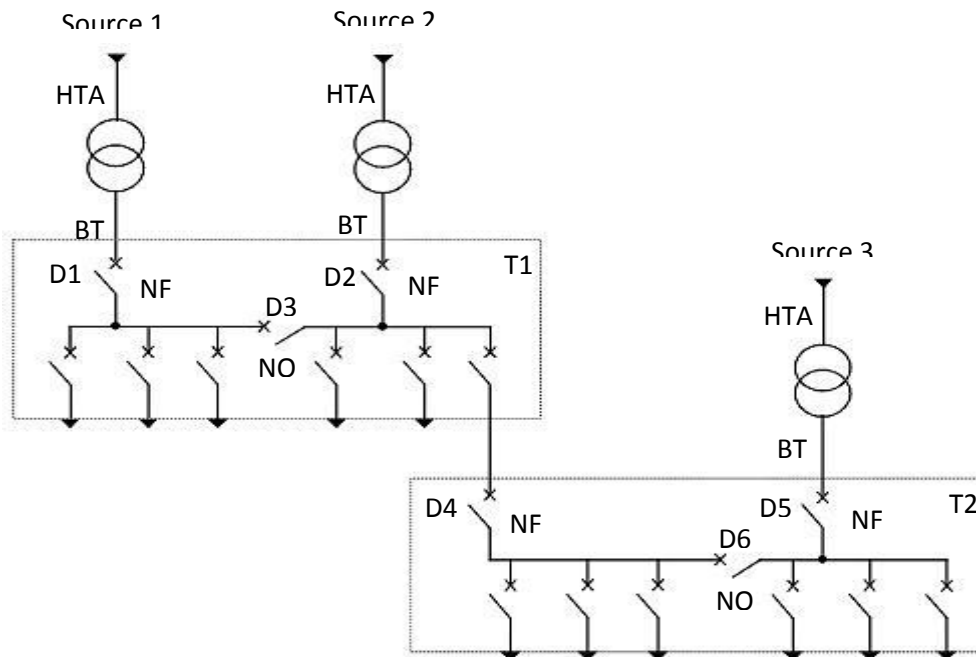 Source 1
Source 2
HTA
HTA
BT
BT
T1
D1
NF
D2
NF
D3
NO
Source 3
HTA
BT
T2
D4
NF
D5
NF
D6
NO